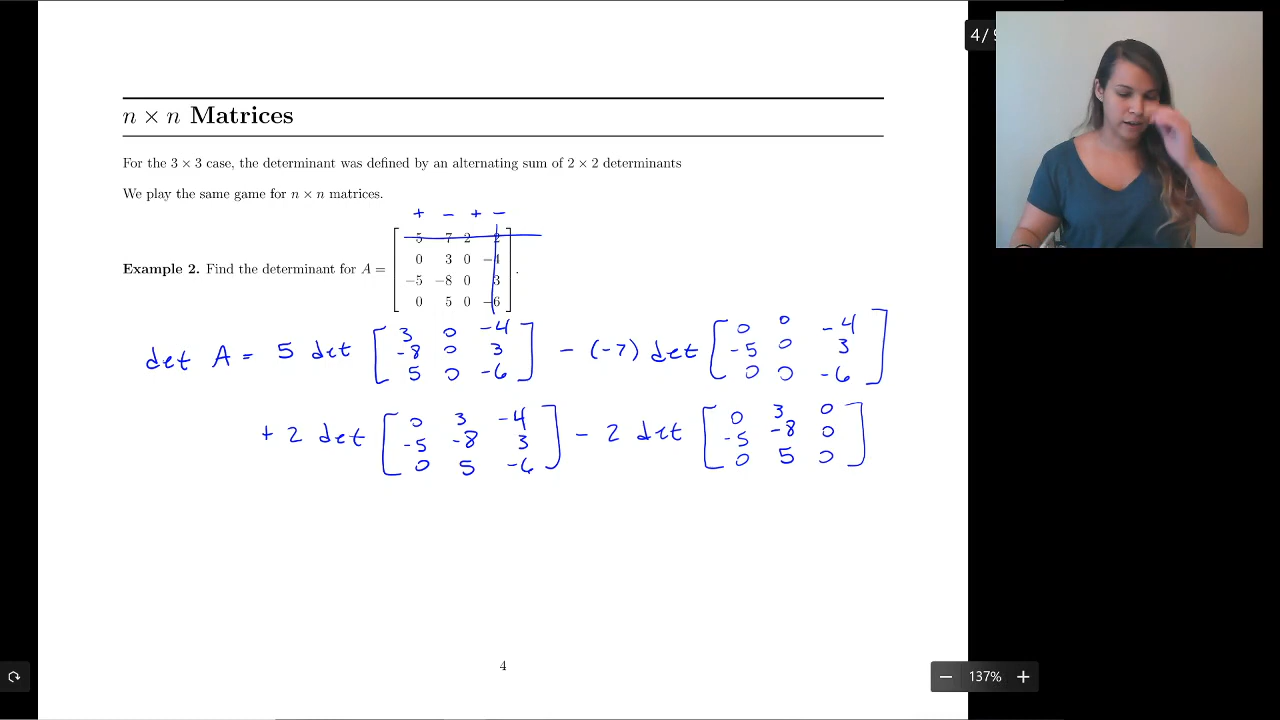 4/
n × n Matrices
For the 3 × 3 case, the determinant was defined by an alternating sum of 2 × 2 determinants
We play the same game for n × n matrices.
+ − + −
5 7 2 2
0 3 0 −4
Example 2. Find the determinant for A = .
−5 −8 0 3
0 5 0 −6
det A = 5 det [ 3 0 −4 ; −8 0 3 ; 5 0 −6 ] − (−7) det [ 0 0 −4 ; −5 0 3 ; 0 0 −6 ]
+ 2 det [ 0 3 −4 ; −5 −8 3 ; 0 5 −6 ] − 2 det [ 0 3 0 ; −5 −8 0 ; 0 5 0 ]
4
137%